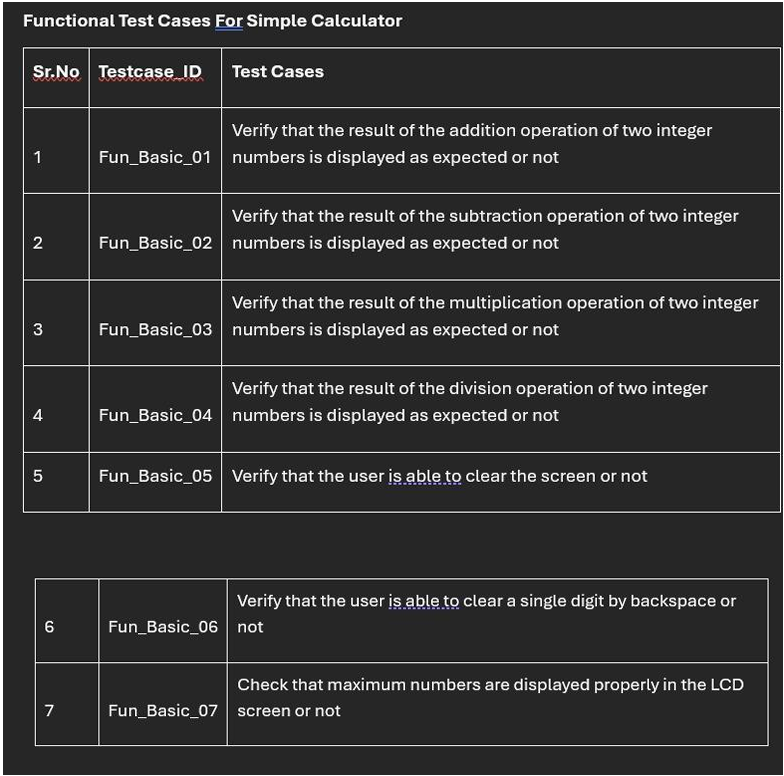 Functional Test Cases For Simple Calculator
Sr.No Testcase_ID Test Cases
Verify that the result of the addition operation of two integer
1 Fun_Basic_01 numbers is displayed as expected or not
Verify that the result of the subtraction operation of two integer
2 Fun_Basic_02 numbers is displayed as expected or not
Verify that the result of the multiplication operation of two integer
3 Fun_Basic_03 numbers is displayed as expected or not
Verify that the result of the division operation of two integer
4 Fun_Basic_04 numbers is displayed as expected or not
5 Fun_Basic_05 Verify that the user is able to clear the screen or not
Verify that the user is able to clear a single digit by backspace or
6 Fun_Basic_06 not
Check that maximum numbers are displayed properly in the LCD
7 Fun_Basic_07 screen or not